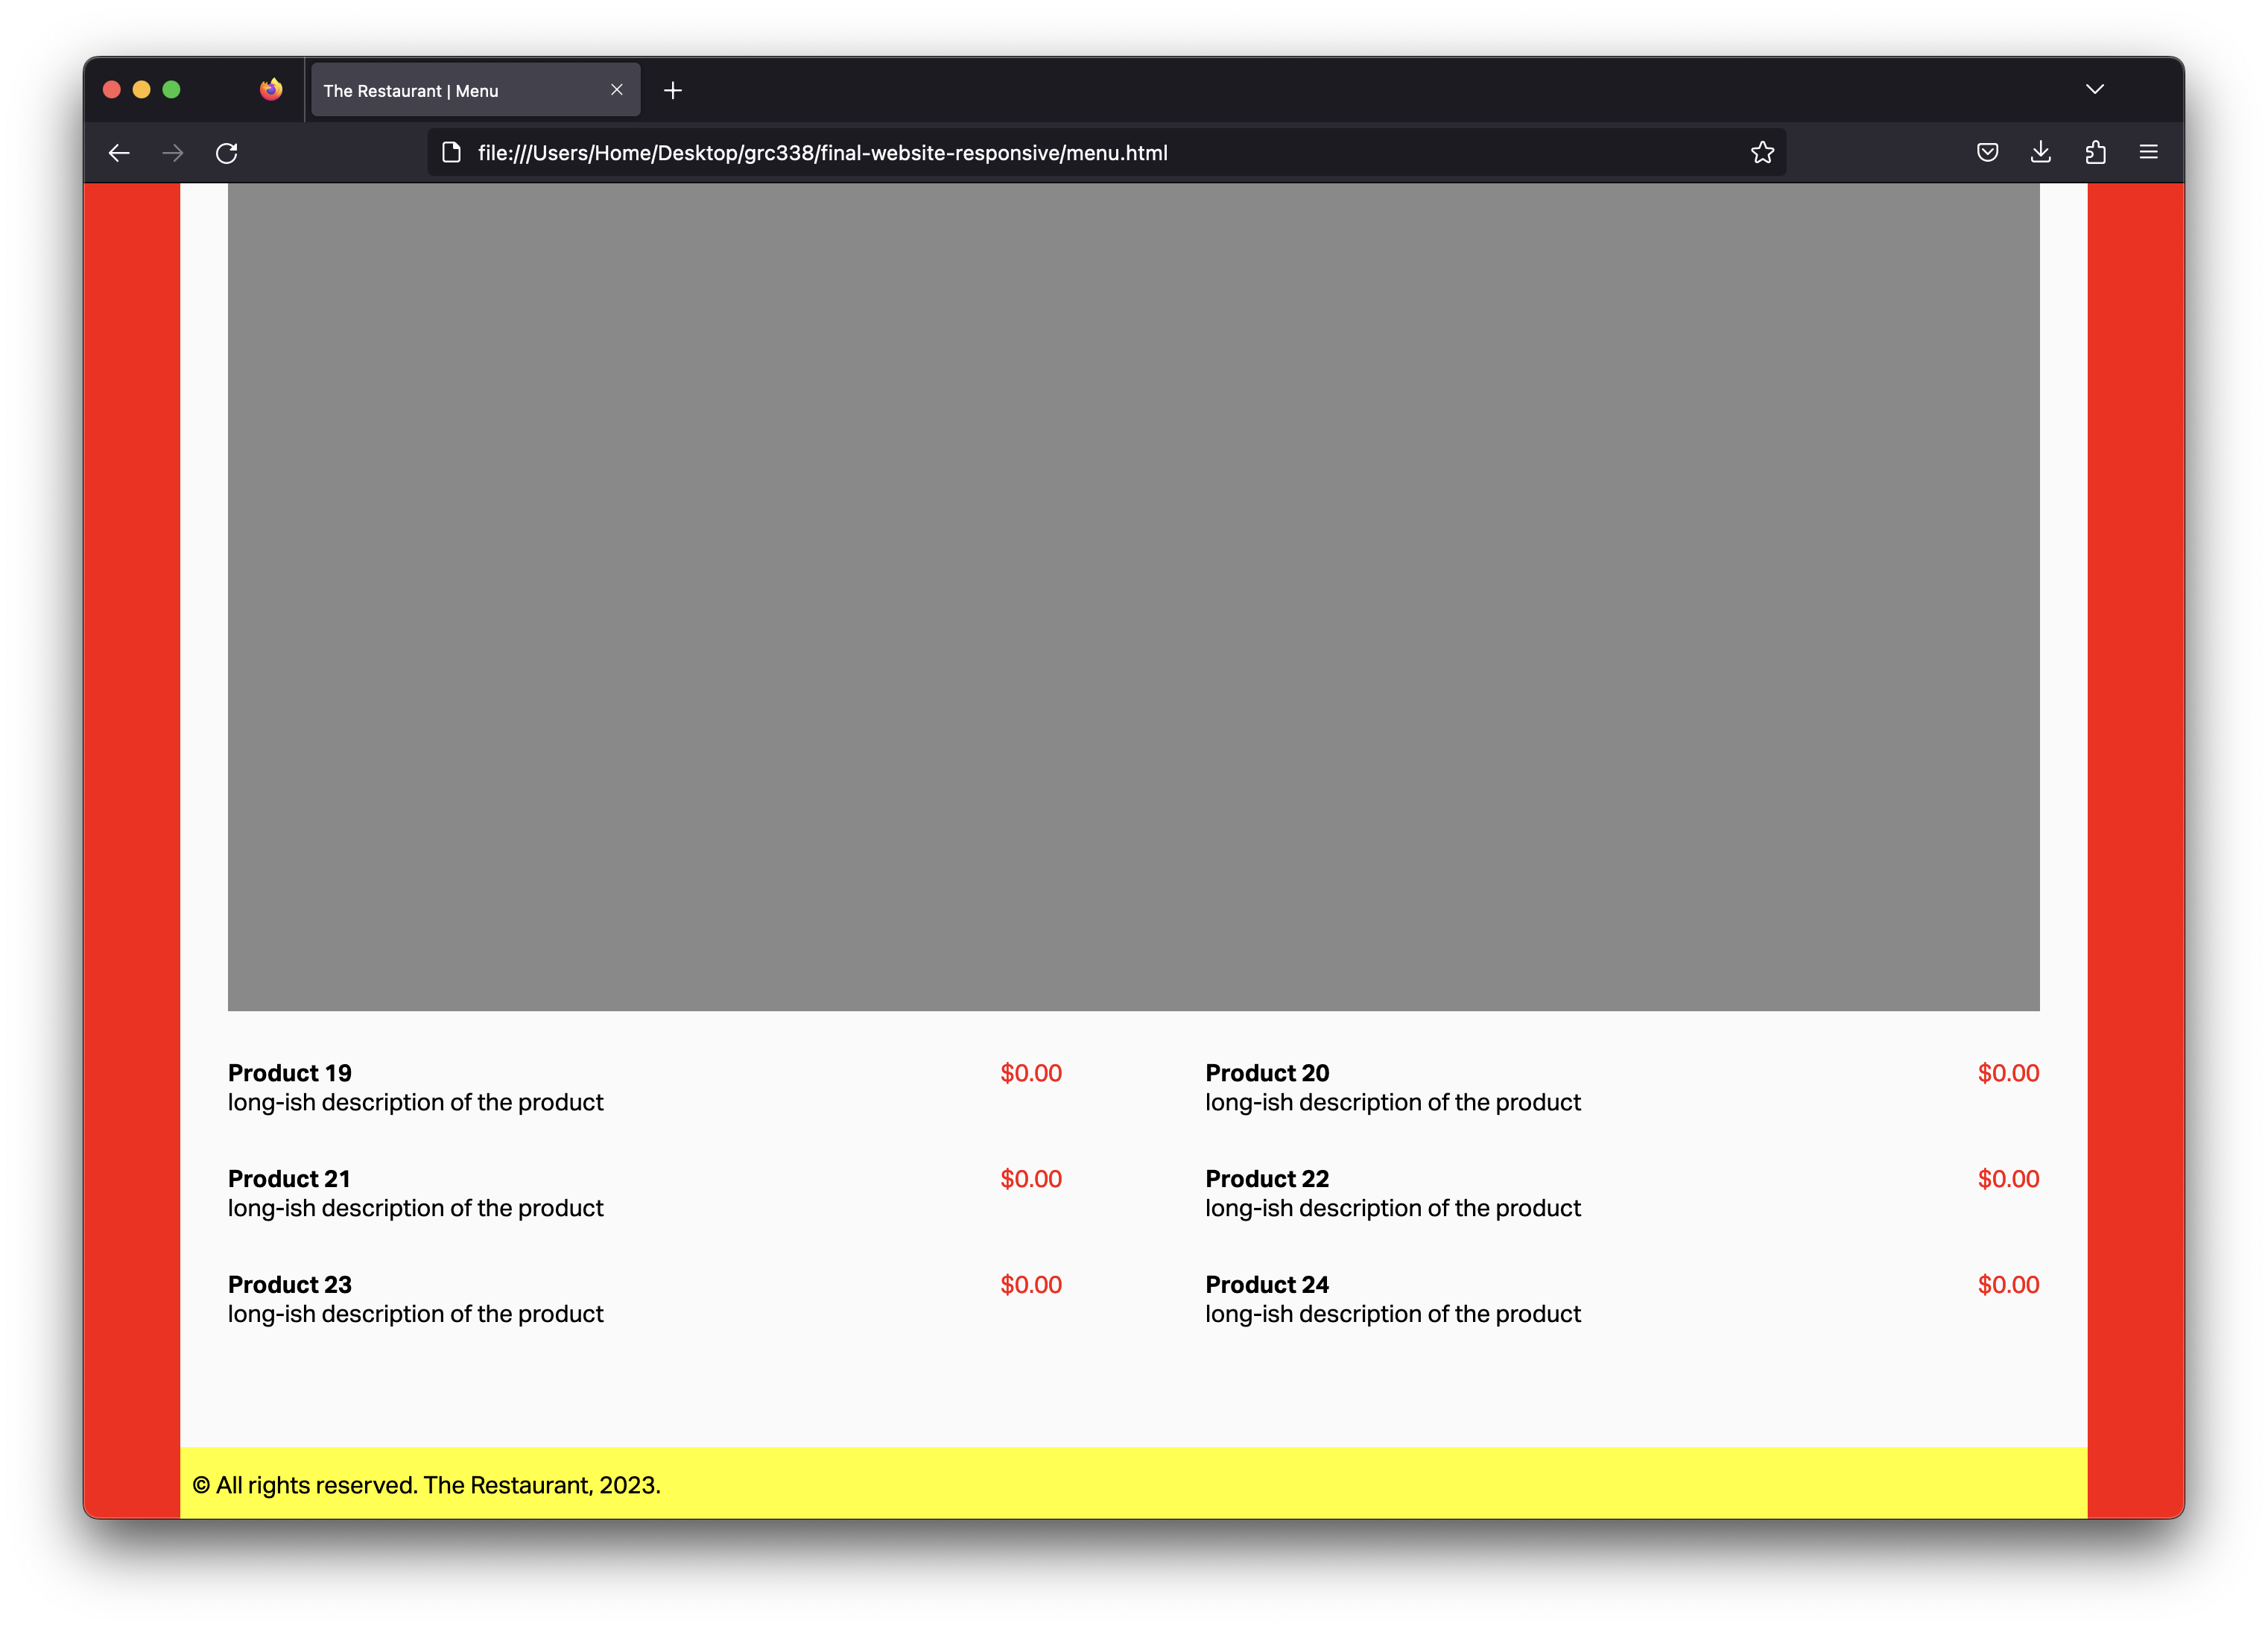 The Restaurant | Menu
file:///Users/Home/Desktop/grc338/final-website-responsive/menu.html
Product 19 $0.00
long-ish description of the product
Product 20 $0.00
long-ish description of the product
Product 21 $0.00
long-ish description of the product
Product 22 $0.00
long-ish description of the product
Product 23 $0.00
long-ish description of the product
Product 24 $0.00
long-ish description of the product
© All rights reserved. The Restaurant, 2023.